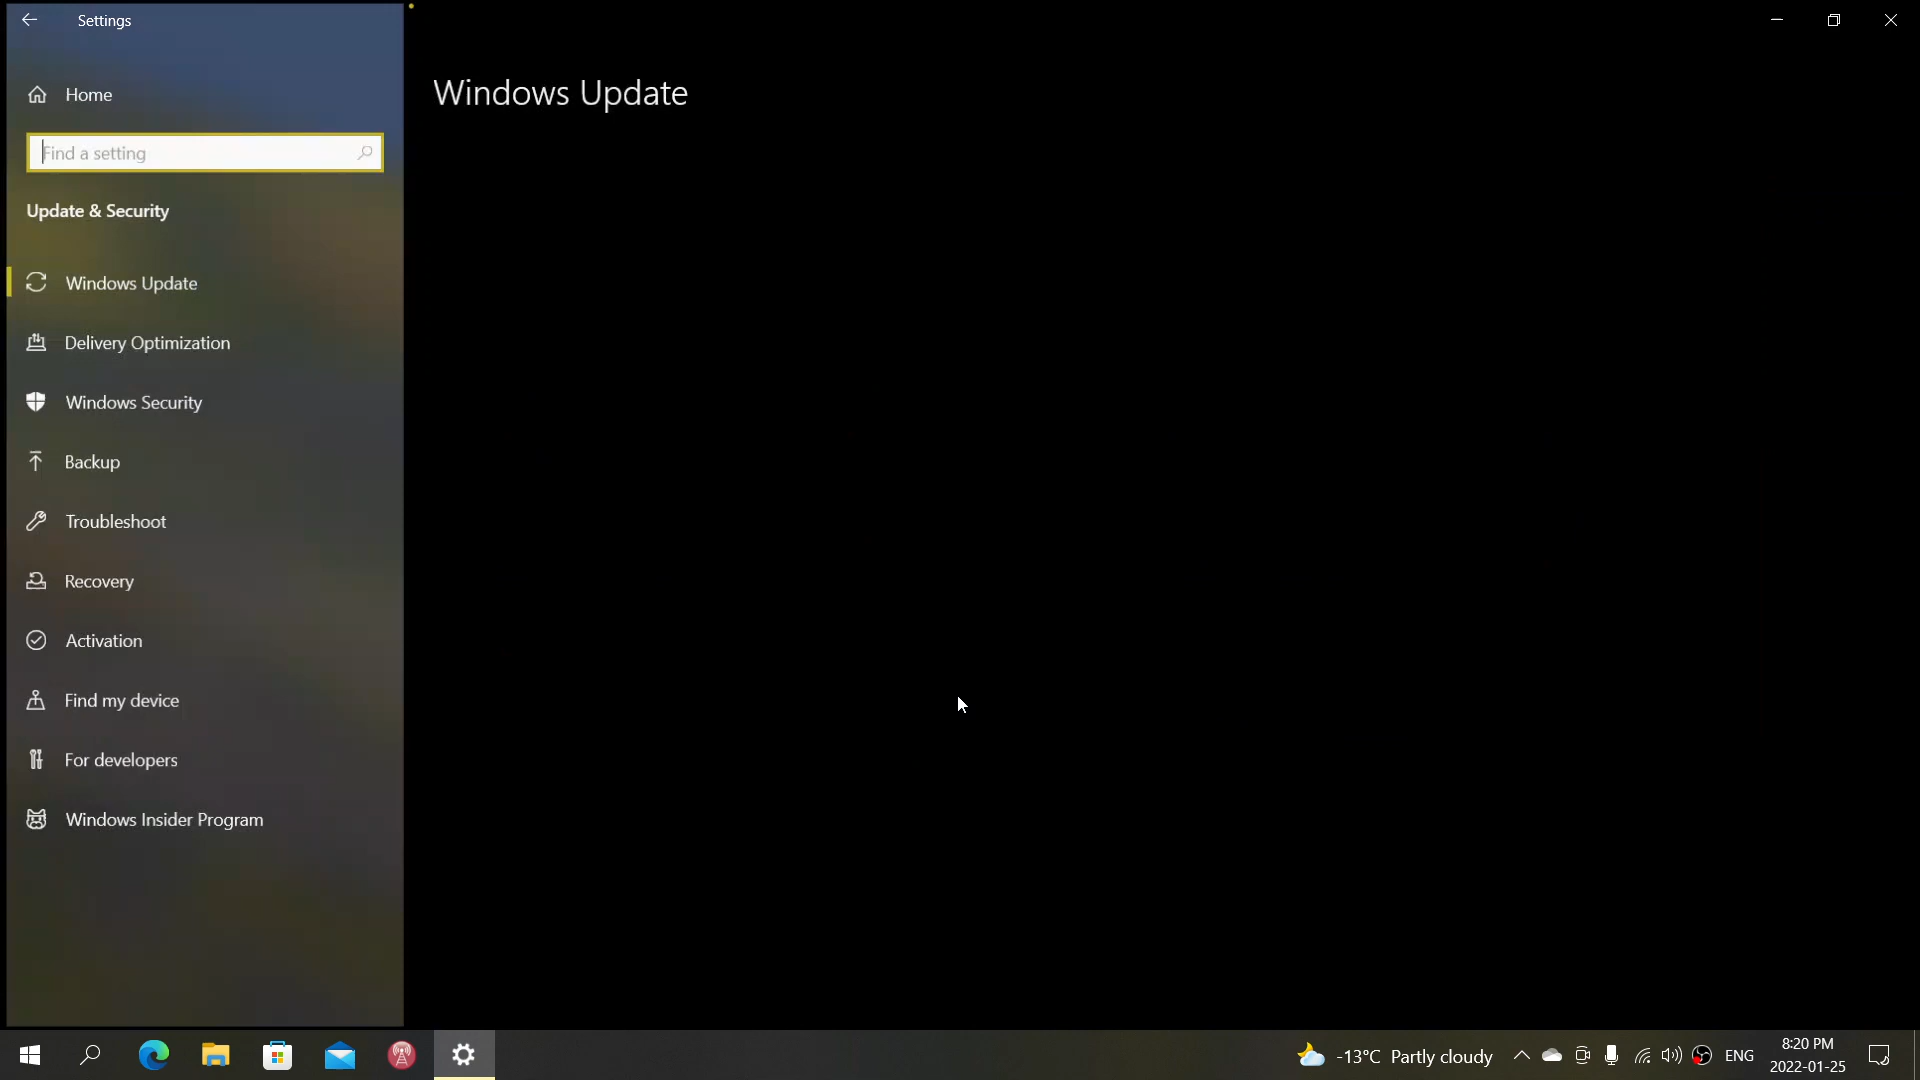 Settings
Home
Find a setting
Update & Security
Windows Update
Delivery Optimization
Windows Security
Backup
Troubleshoot
Recovery
Activation
Find my device
For developers
Windows Insider Program
Windows Update
-13°C Partly cloudy
ENG
8:20 PM
2022-01-25